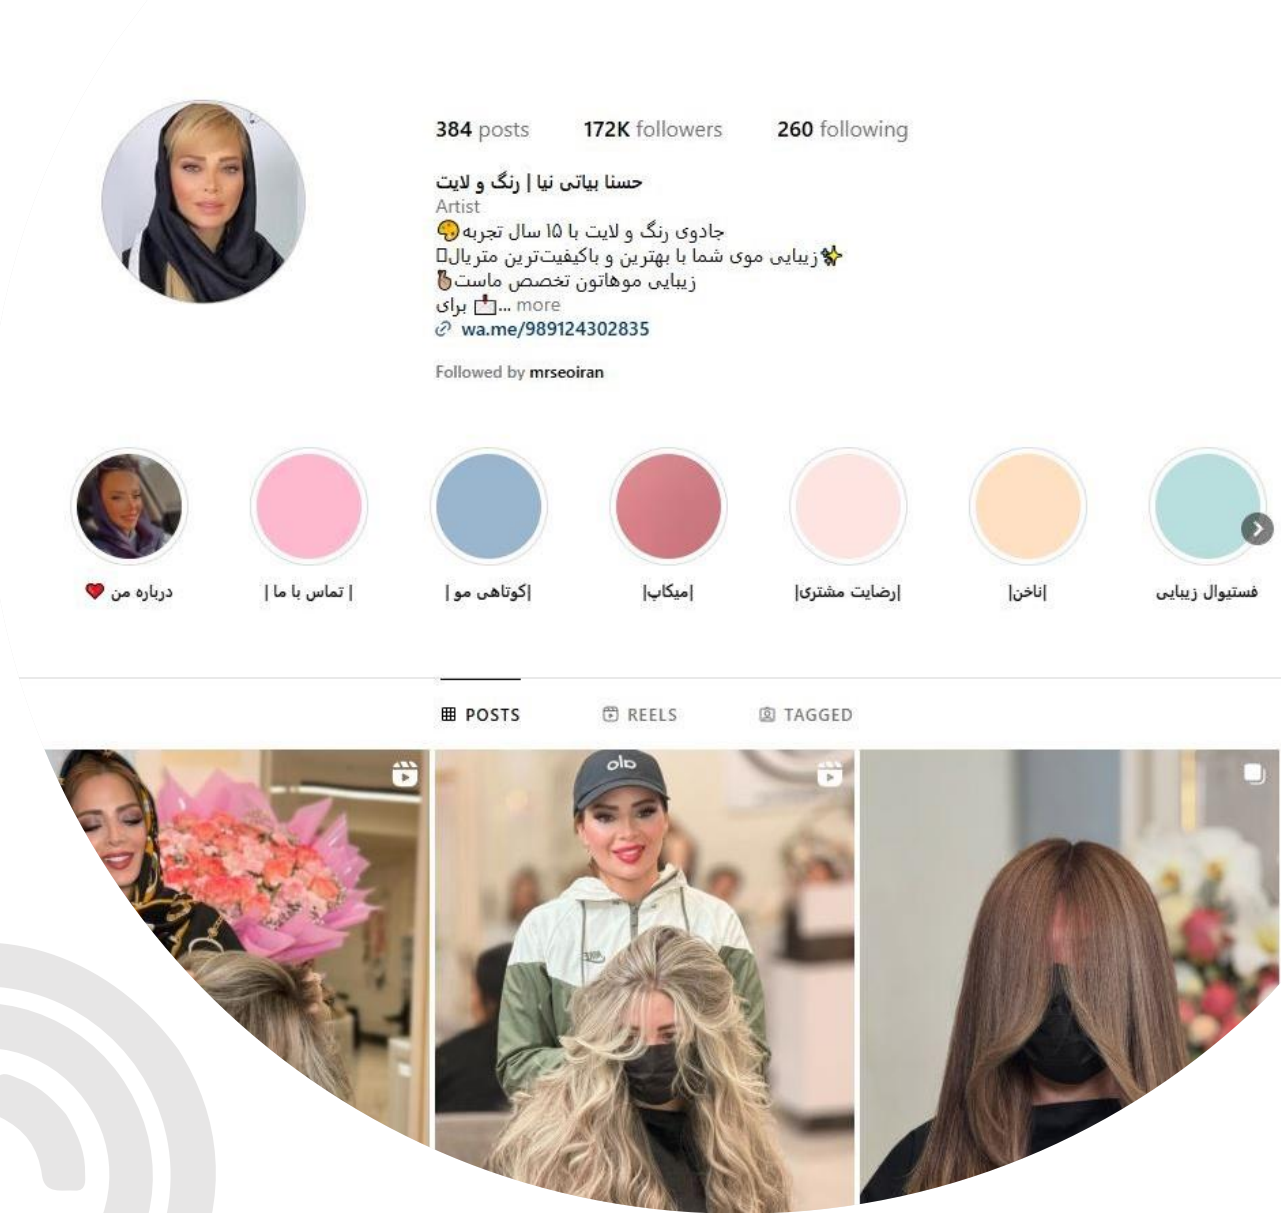 384 posts 172K followers 260 following
حسنا بیاتی نیا | رنگ و لایت
Artist
جادوی رنگ و لایت با ۱۵ سال تجربه🎨
✨زیبایی موی شما با بهترین و باکیفیت‌ترین متریال
زیبایی موهاتون تخصص ماست🫰🏽
📩 برای ... more
wa.me/989124302835
Followed by mrseoiran
درباره من ❤️
| تماس با ما |
|کوتاهی مو |
|میکاپ|
|رضایت مشتری|
|ناخن|
فستیوال زیبایی
POSTS REELS TAGGED
alo